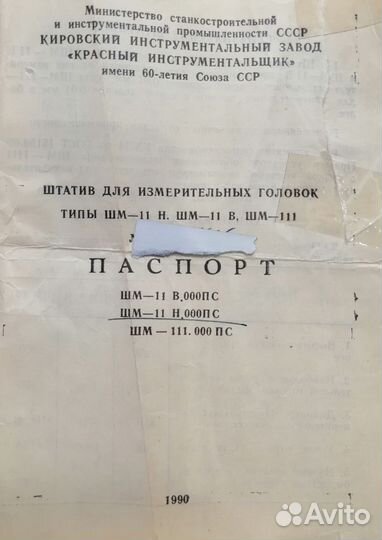 Министерство станкостроительной
и инструментальной промышленности СССР
КИРОВСКИЙ ИНСТРУМЕНТАЛЬНЫЙ ЗАВОД
«КРАСНЫЙ ИНСТРУМЕНТАЛЬЩИК»
имени 60-летия Союза ССР
ШТАТИВ ДЛЯ ИЗМЕРИТЕЛЬНЫХ ГОЛОВОК
ТИПЫ ШМ—11 Н, ШМ—11 В, ШМ—111
ПАСПОРТ
ШМ—11 В,000ПС
ШМ—11 Н,000ПС
ШМ — 111.000 ПС
1990
Avito